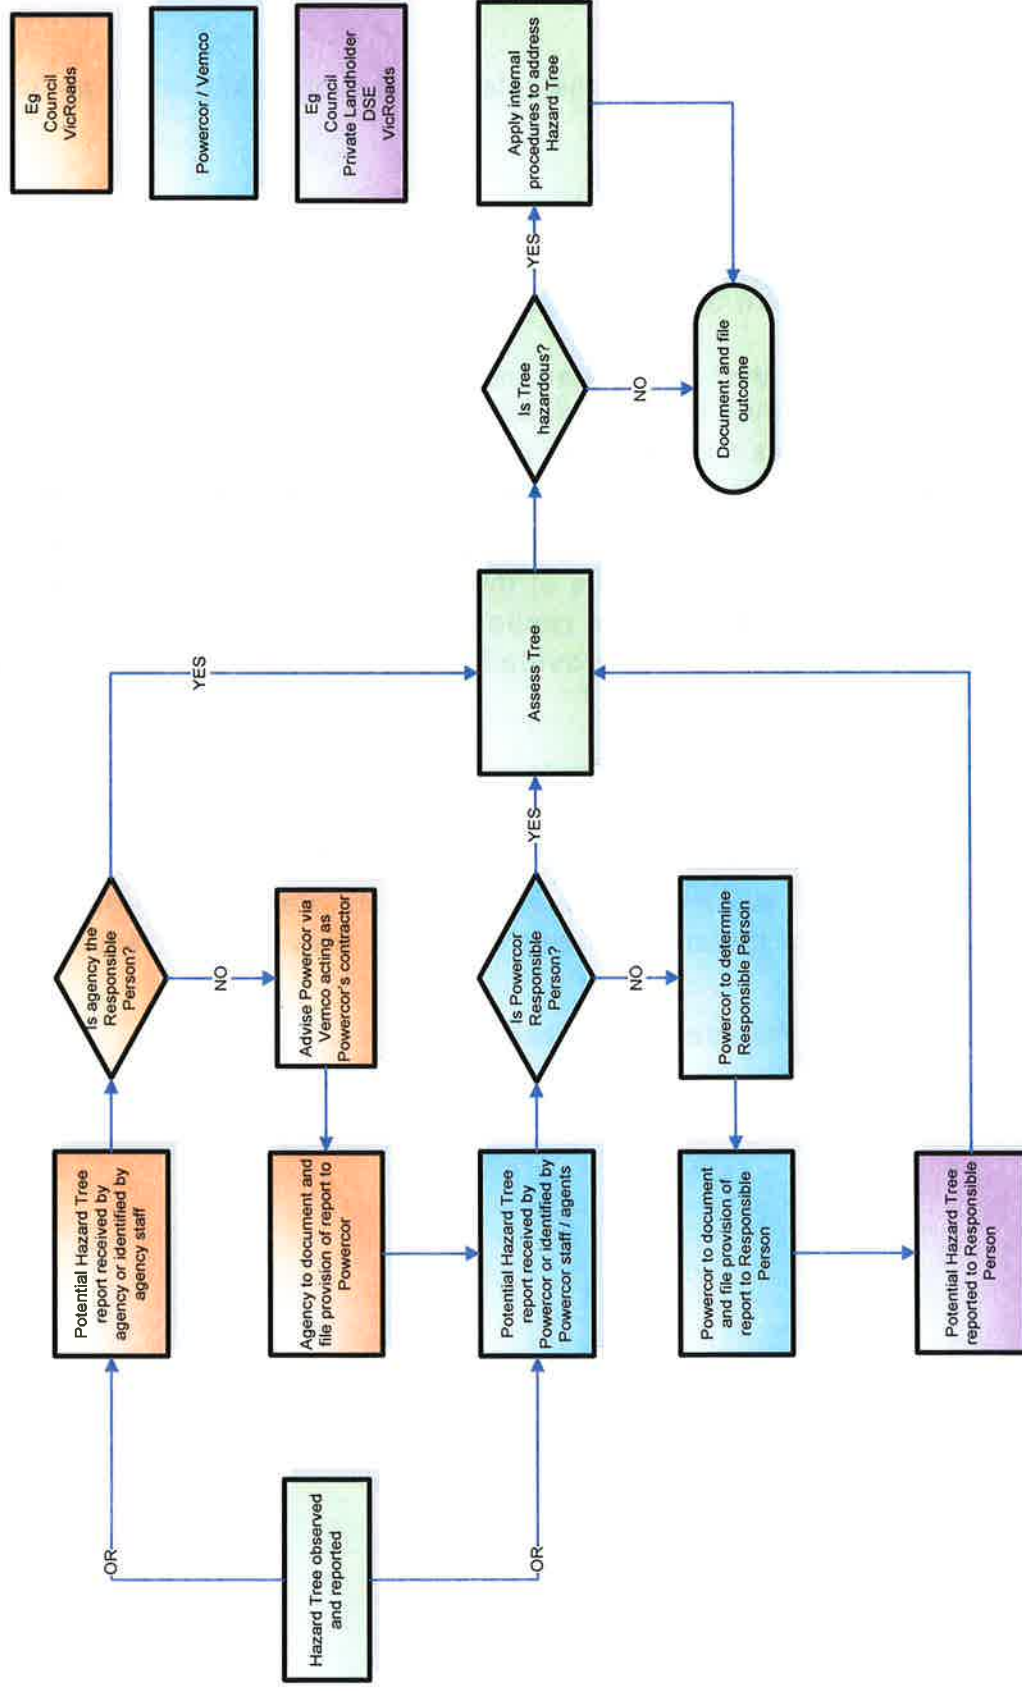 Eg
Council
VicRoads
Powercor / Vemco
Eg
Council
Private Landholder
DSE
VicRoads
Hazard Tree observed
and reported
OR
OR
Potential Hazard Tree
report received by
agency or identified by
agency staff
Is agency the
Responsible
Person?
YES
NO
Advise Powercor via
Vemco acting as
Powercor's contractor
Agency to document and
file provision of report to
Powercor
Potential Hazard Tree
report received by
Powercor or identified by
Powercor staff / agents
Is Powercor
Responsible
Person?
YES
NO
Powercor to determine
Responsible Person
Powercor to document
and file provision of
report to Responsible
Person
Potential Hazard Tree
reported to Responsible
Person
Assess Tree
Is Tree
hazardous?
YES
NO
Apply internal
procedures to address
Hazard Tree
Document and file
outcome